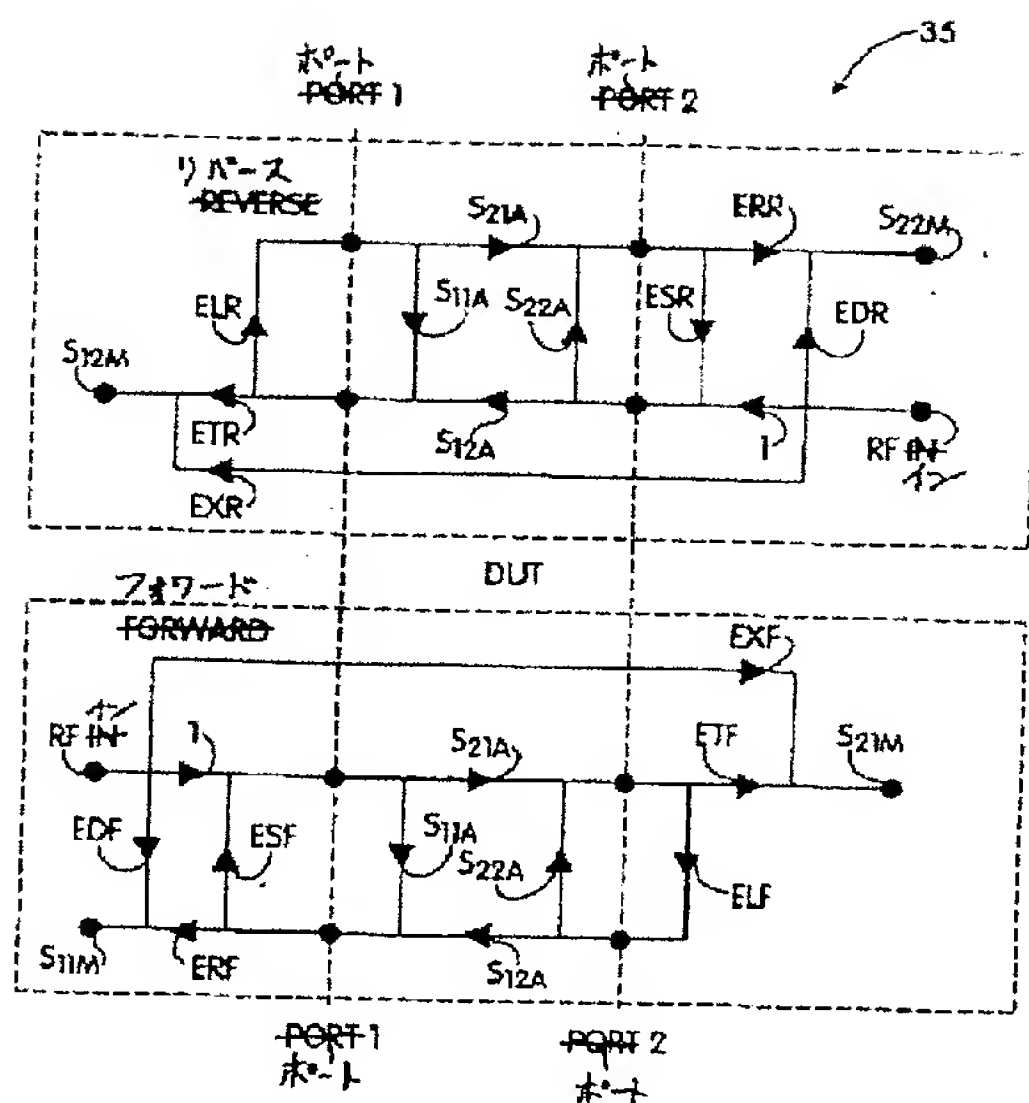 35
ポート ポート
PORT 1 PORT 2
リバース
REVERSE
S21A ERR S22M
ELR S11A S22A ESR EDR
S12M
ETR S12A 1 RF IN
イン
EXR
DUT
フォワード
FORWARD
EXF
イン
RF IN 1 S21A ETF S21M
EDF ESF S11A S22A ELF
S11M ERF S12A
PORT 1 PORT 2
ポート ポート